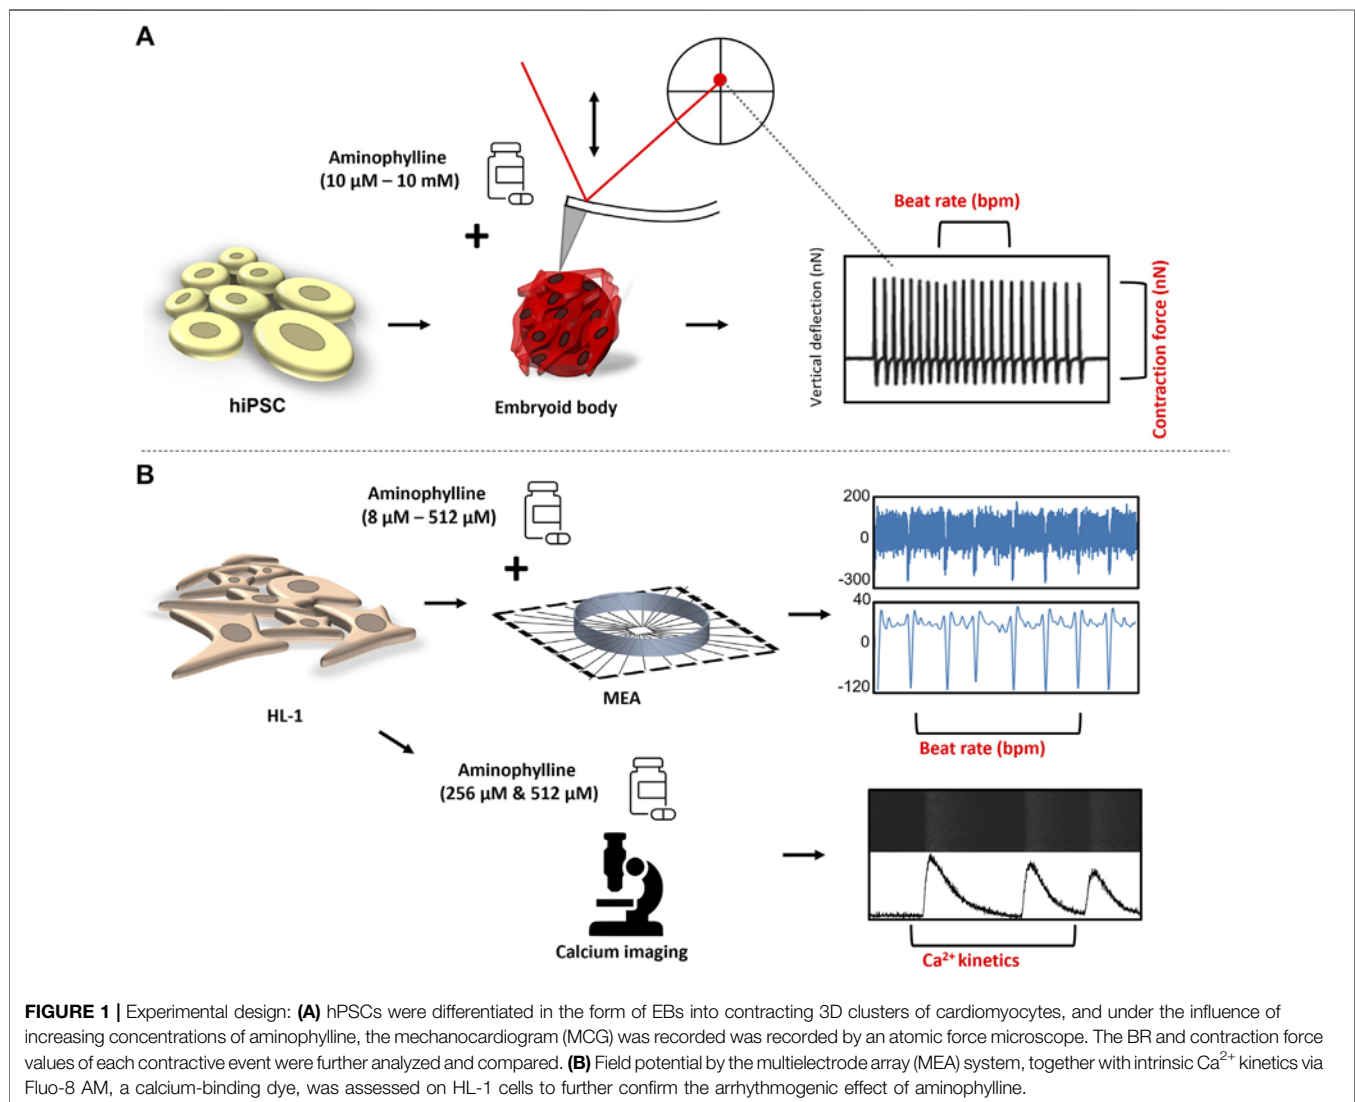 A
Aminophylline
(10 µM – 10 mM)
+
hiPSC
Embryoid body
Beat rate (bpm)
Vertical deflection (nN)
Contraction force (nN)
B
Aminophylline
(8 µM – 512 µM)
+
HL-1
MEA
200
0
-300
40
0
-120
Beat rate (bpm)
Aminophylline
(256 µM & 512 µM)
Calcium imaging
Ca²⁺ kinetics
FIGURE 1 | Experimental design: (A) hPSCs were differentiated in the form of EBs into contracting 3D clusters of cardiomyocytes, and under the influence of
increasing concentrations of aminophylline, the mechanocardiogram (MCG) was recorded was recorded by an atomic force microscope. The BR and contraction force
values of each contractive event were further analyzed and compared. (B) Field potential by the multielectrode array (MEA) system, together with intrinsic Ca²⁺ kinetics via
Fluo-8 AM, a calcium-binding dye, was assessed on HL-1 cells to further confirm the arrhythmogenic effect of aminophylline.